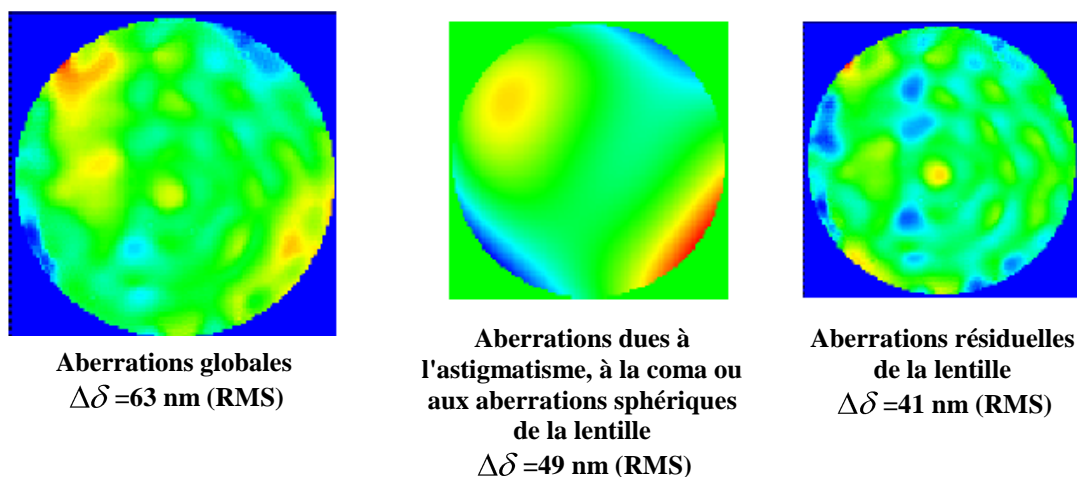 Aberrations globales
Δδ =63 nm (RMS)
Aberrations dues à
l'astigmatisme, à la coma ou
aux aberrations sphériques
de la lentille
Δδ =49 nm (RMS)
Aberrations résiduelles
de la lentille
Δδ =41 nm (RMS)